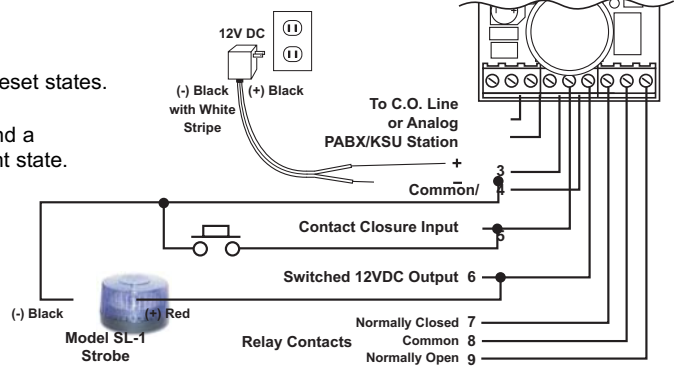 12V DC
eset states.
(-) Black
with White
Stripe
(+) Black
nd a
nt state.
To C.O. Line
or Analog
PABX/KSU Station
+
–
3
Common/ 4
Contact Closure Input
5
Switched 12VDC Output 6
(-) Black
(+) Red
Model SL-1
Strobe
Relay Contacts
Normally Closed 7
Common 8
Normally Open 9